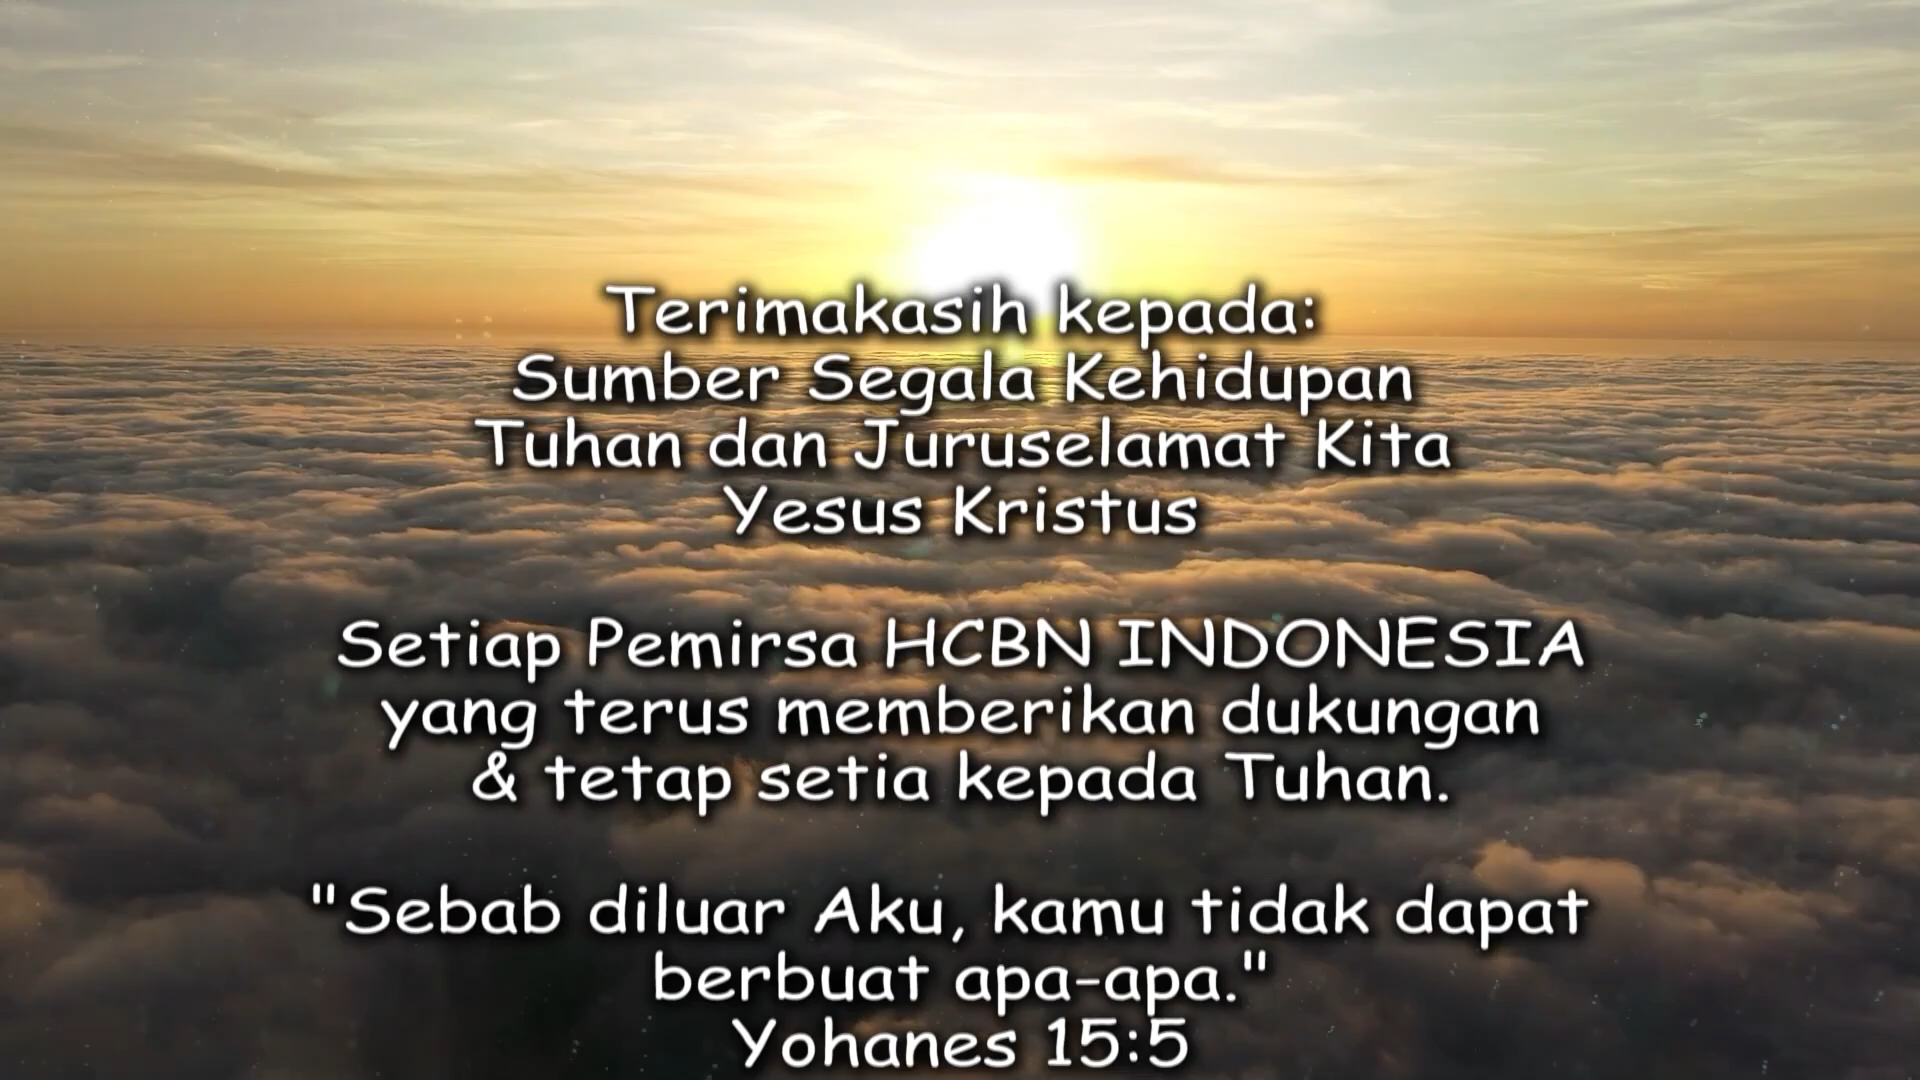 Terimakasih kepada:
Sumber Segala Kehidupan
Tuhan dan Juruselamat Kita
Yesus Kristus
Setiap Pemirsa HCBN INDONESIA
yang terus memberikan dukungan
& tetap setia kepada Tuhan.
"Sebab diluar Aku, kamu tidak dapat
berbuat apa-apa."
Yohanes 15:5